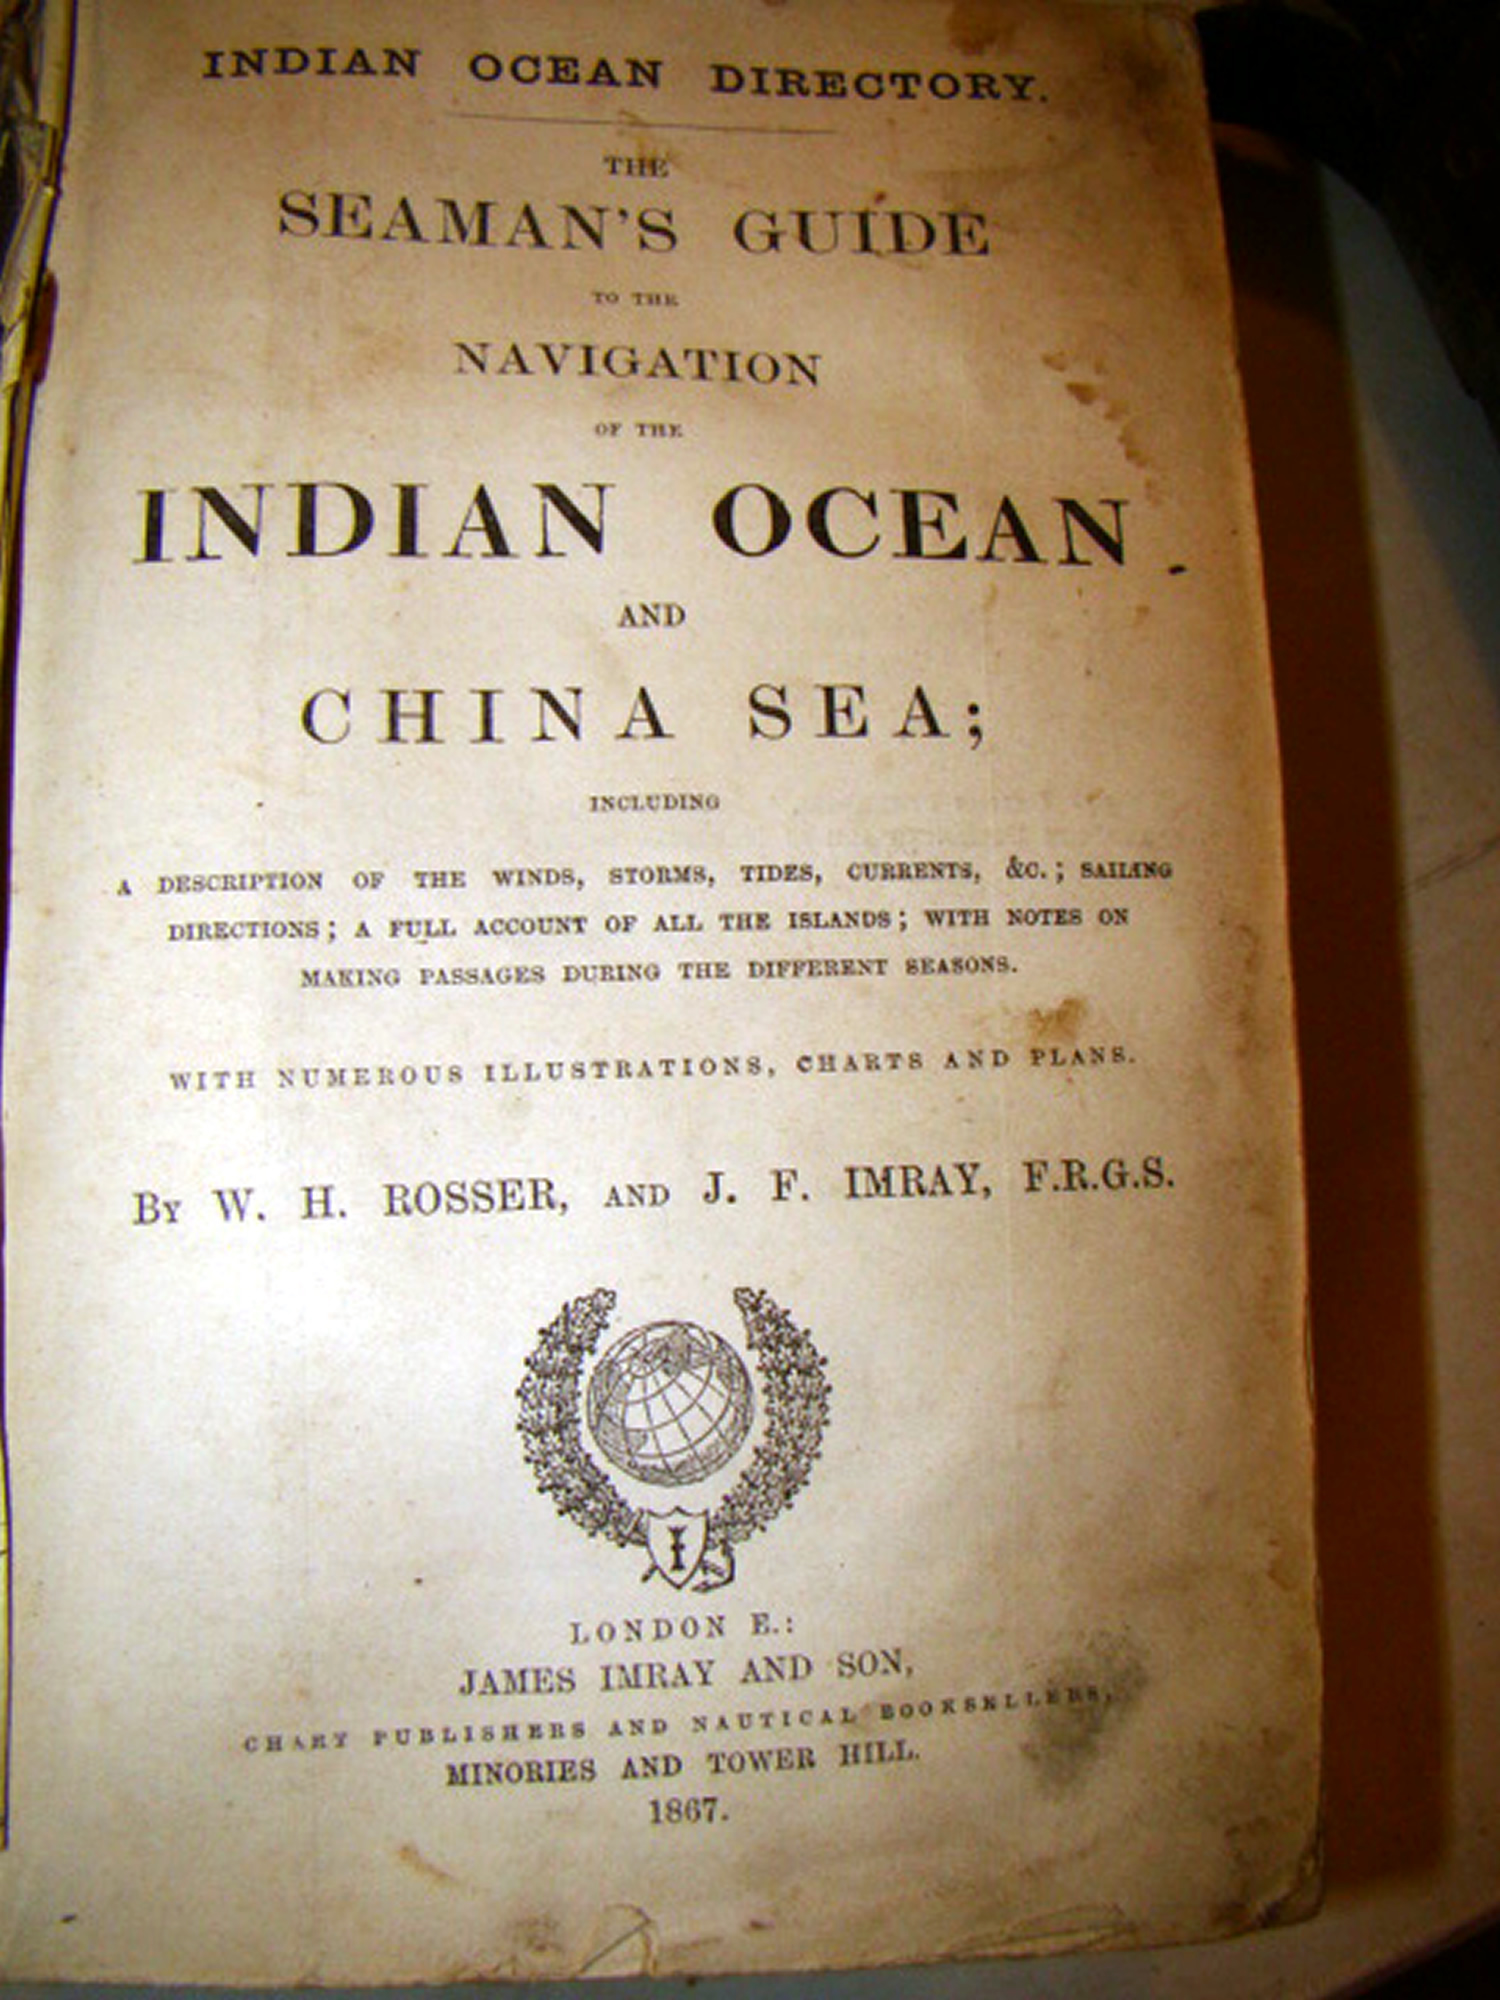 INDIAN OCEAN DIRECTORY.
THE
SEAMAN'S GUIDE
TO THE
NAVIGATION
OF THE
INDIAN OCEAN
AND
CHINA SEA;
INCLUDING
A DESCRIPTION OF THE WINDS, STORMS, TIDES, CURRENTS, &C.; SAILING
DIRECTIONS; A FULL ACCOUNT OF ALL THE ISLANDS; WITH NOTES ON
MAKING PASSAGES DURING THE DIFFERENT SEASONS.
WITH NUMEROUS ILLUSTRATIONS, CHARTS AND PLANS.
BY W. H. ROSSER, AND J. F. IMRAY, F.R.G.S.
I
LONDON E.:
JAMES IMRAY AND SON,
CHART PUBLISHERS AND NAUTICAL BOOKSELLERS,
MINORIES AND TOWER HILL.
1867.